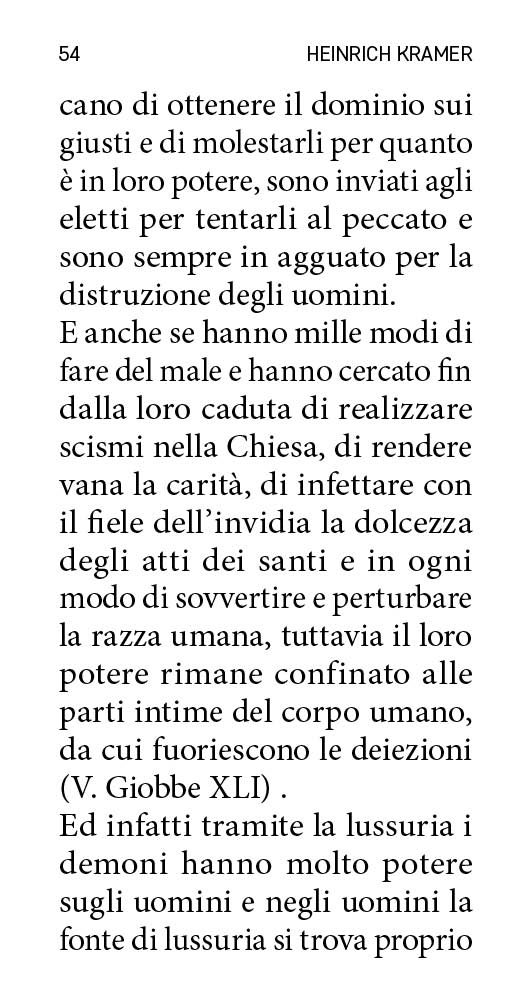 54 HEINRICH KRAMER
cano di ottenere il dominio sui
giusti e di molestarli per quanto
è in loro potere, sono inviati agli
eletti per tentarli al peccato e
sono sempre in agguato per la
distruzione degli uomini.
E anche se hanno mille modi di
fare del male e hanno cercato fin
dalla loro caduta di realizzare
scismi nella Chiesa, di rendere
vana la carità, di infettare con
il fiele dell’invidia la dolcezza
degli atti dei santi e in ogni
modo di sovvertire e perturbare
la razza umana, tuttavia il loro
potere rimane confinato alle
parti intime del corpo umano,
da cui fuoriescono le deiezioni
(V. Giobbe XLI) .
Ed infatti tramite la lussuria i
demoni hanno molto potere
sugli uomini e negli uomini la
fonte di lussuria si trova proprio